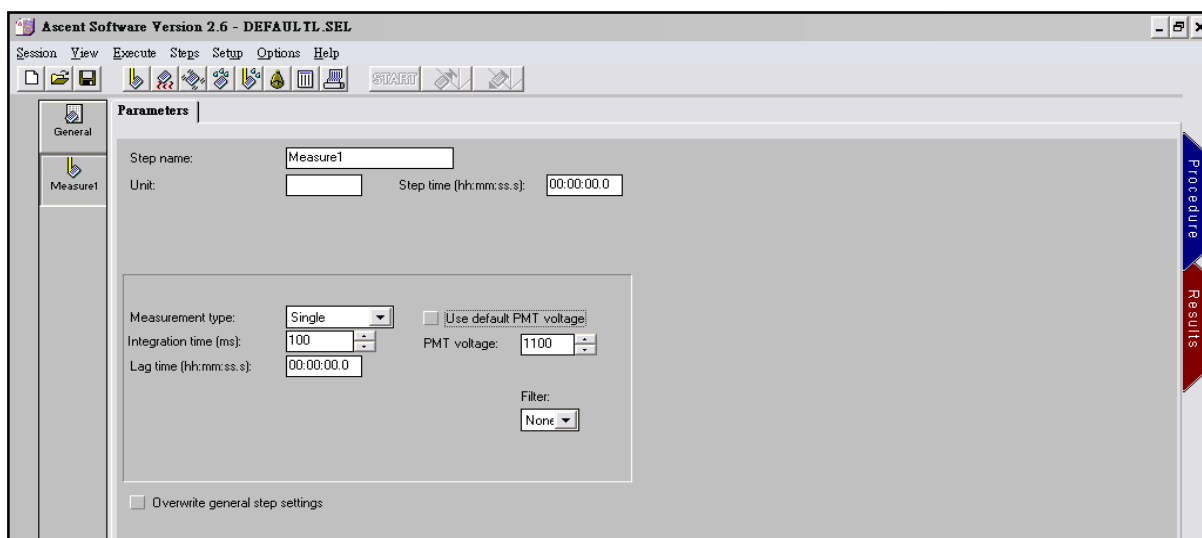 Ascent Software Version 2.6 - DEFAULTL.SEL
Session View Execute Steps Setup Options Help
START
General
Measure1
Parameters
Step name: Measure1
Unit: Step time (hh:mm:ss.s): 00:00:00.0
Measurement type: Single Use default PMT voltage
Integration time (ms): 100 PMT voltage: 1100
Lag time (hh:mm:ss.s): 00:00:00.0
Filter:
None
Overwrite general step settings
Procedure
Results